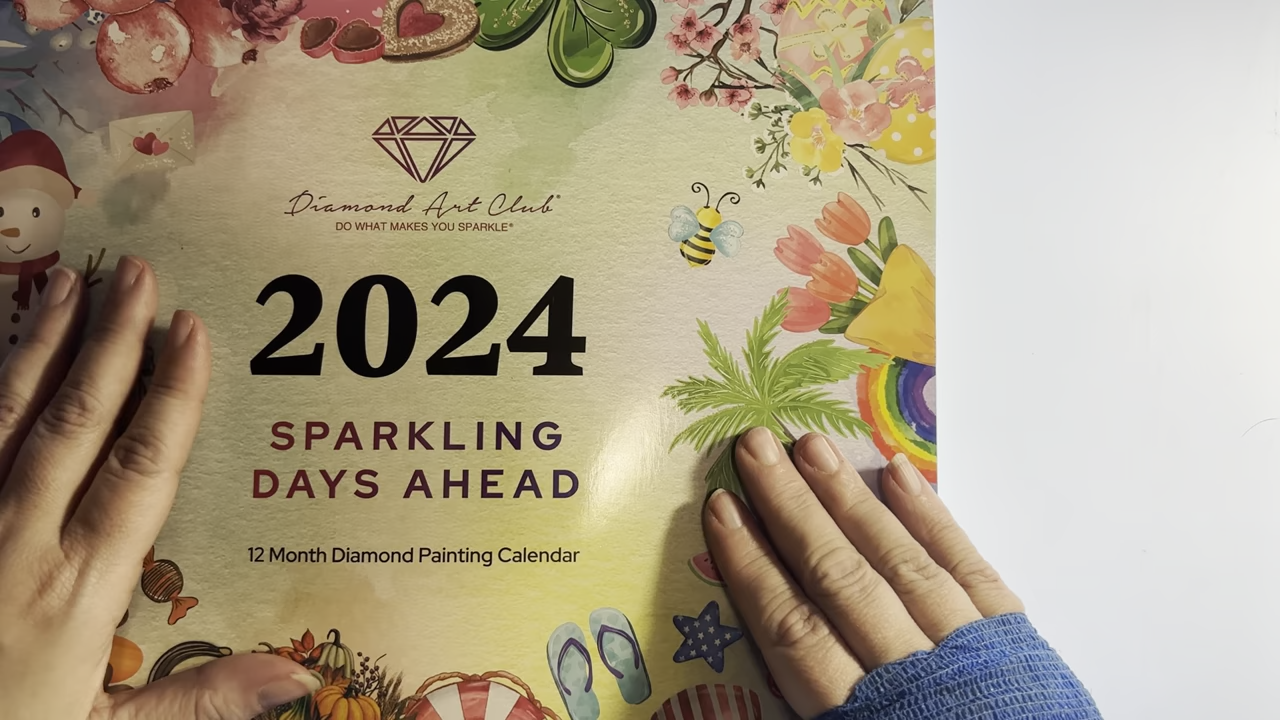 Diamond Art Club®
DO WHAT MAKES YOU SPARKLE®
2024
SPARKLING
DAYS AHEAD
12 Month Diamond Painting Calendar